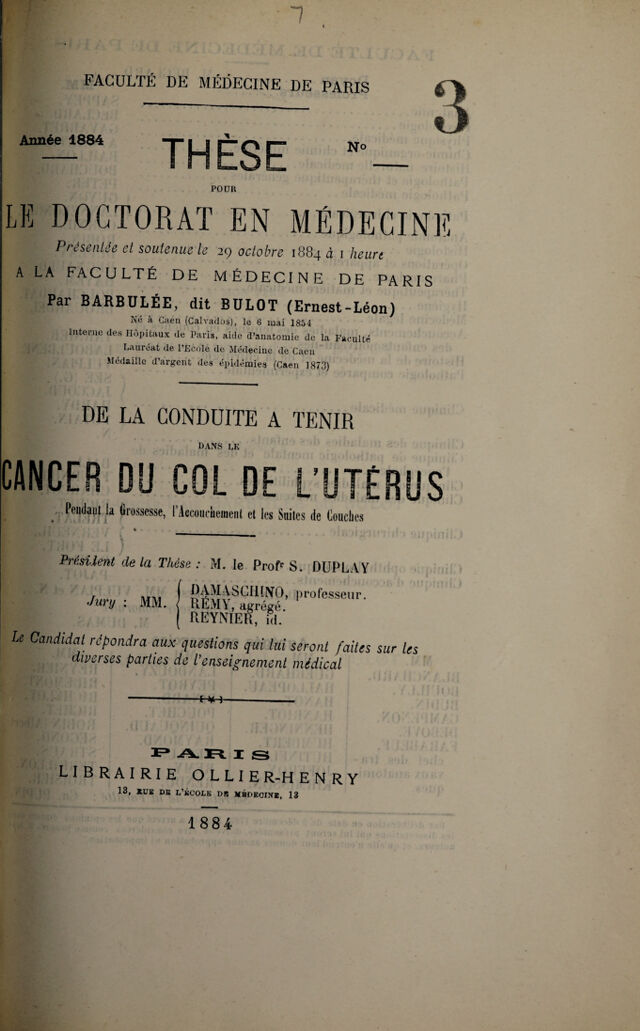 7
FACULTÉ DE MÉDECINE DE PARIS
3
Année 1884
THÈSE
N°
POUR
LE DOCTORAT EN MÉDECINE
Présentée et soutenue le 29 octobre 1884 à 1 heure
A LA FACULTÉ DE MÉDECINE DE PARIS
Par BARBULÉE, dit BULOT (Ernest-Léon)
Né à Caen (Calvados), le 6 mai 1854
Interne des Hôpitaux de Paris, aide d'anatomie de la Faculté
Lauréat de l'Ecole de Médecine de Caen
Médaille d'argent des épidémies (Caen 1873)
DE LA CONDUITE A TENIR
DANS LE
CANCER DU COL DE L'UTÉRUS
Pendant la Grossesse, l'Accouchement et les Suites de Couches
Président de la Thèse : M. le Profr S. DUPLAY
Jury : MM. { DAMASCHINO, professeur.
RÉMY, agrégé.
REYNIER, id.
Le Candidat répondra aux questions qui lui seront faites sur les
diverses parties de l'enseignement médical
PARIS
LIBRAIRIE OLLIER-HENRY
13, RUE DE L'ÉCOLE DE MÉDECINE, 13
1884